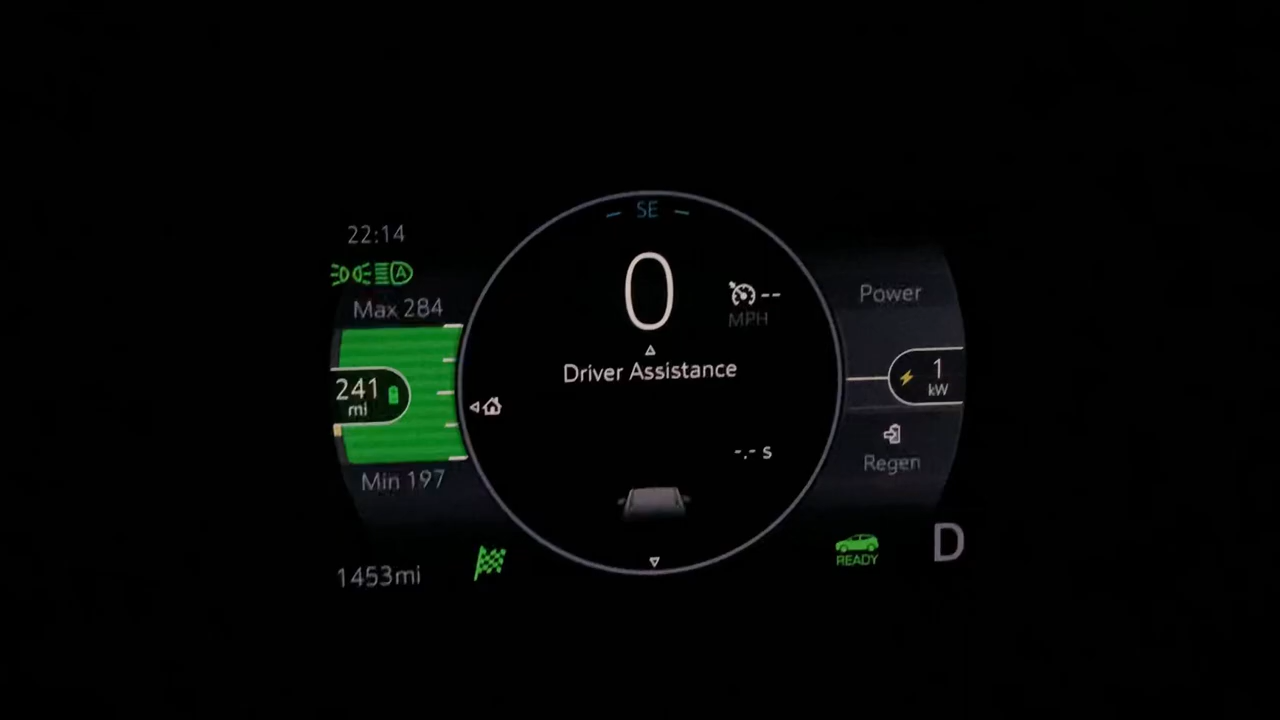 SE
22:14
0
A
Max 284
--
MPH
Power
Driver Assistance
241
mi
1
kW
-.- s
Regen
Min 197
D
READY
1453mi